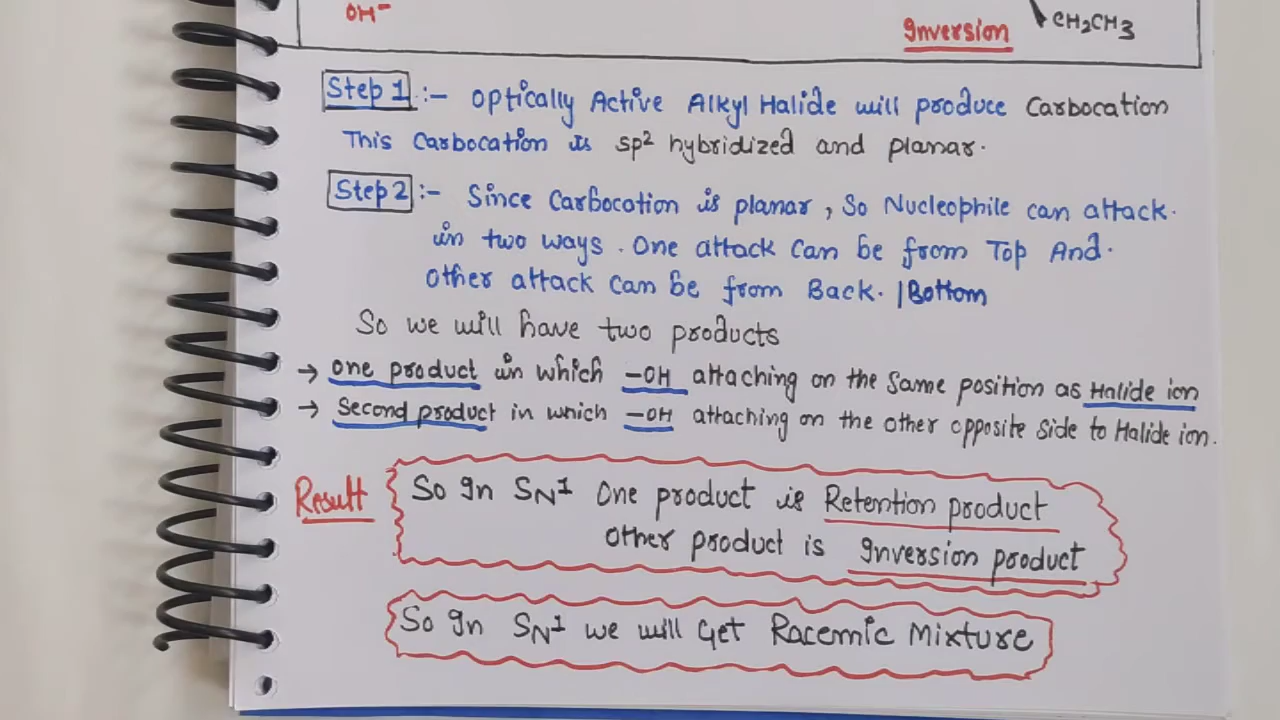 OH⁻
Inversion
CH₂CH₃
Step 1 :- Optically Active Alkyl Halide will produce Carbocation
This Carbocation is sp² hybridized and planar.
Step 2 :- Since Carbocation is planar, So Nucleophile can attack.
in two ways. One attack can be from Top And.
Other attack can be from Back. | Bottom
So we will have two products
→ One product in which -OH attaching on the same position as Halide ion
→ Second product in which -OH attaching on the other opposite side to Halide ion.
Result
So In SN1 One product is Retention product
Other product is Inversion product
So In SN1 we will Get Racemic Mixture